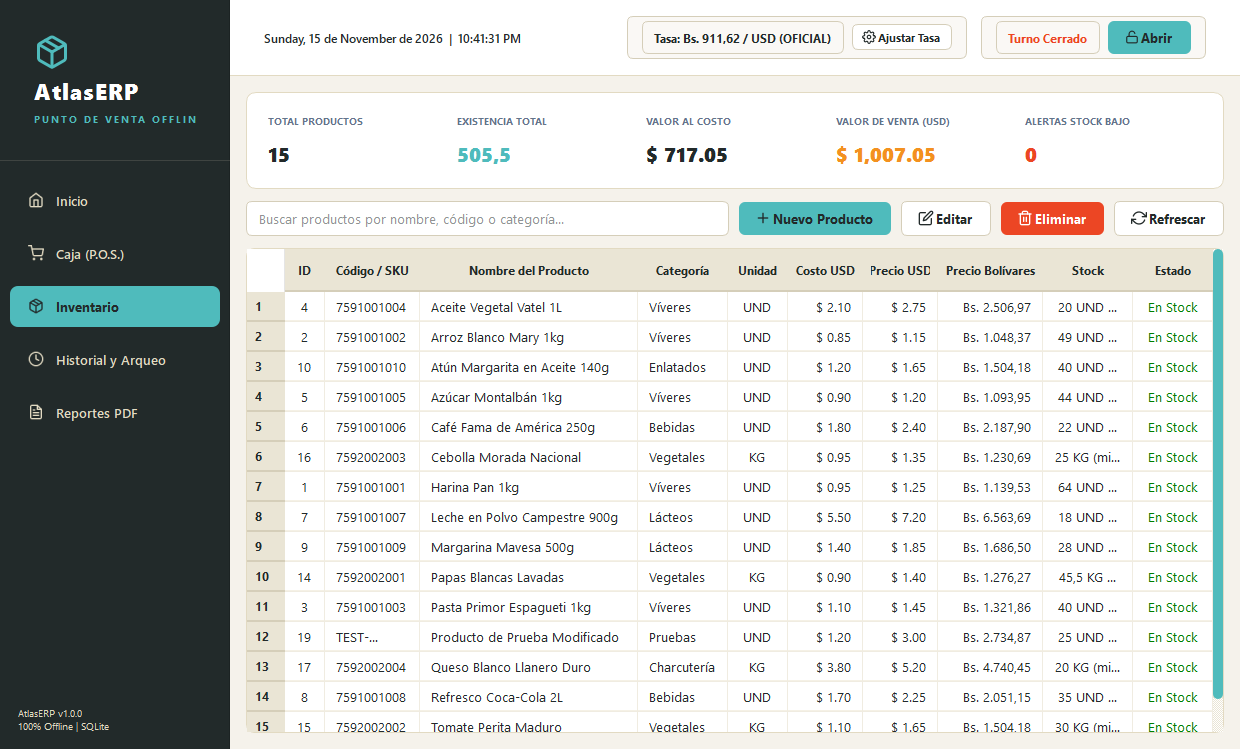 AtlasERP
PUNTO DE VENTA OFFLIN
Inicio
Caja (P.O.S.)
Inventario
Historial y Arqueo
Reportes PDF
AtlasERP v1.0.0
100% Offline | SQLite
Sunday, 15 de November de 2026 | 10:41:31 PM
Tasa: Bs. 911,62 / USD (OFICIAL) Ajustar Tasa Turno Cerrado Abrir
TOTAL PRODUCTOS EXISTENCIA TOTAL VALOR AL COSTO VALOR DE VENTA (USD) ALERTAS STOCK BAJO
15 505,5 $ 717.05 $ 1,007.05 0
Buscar productos por nombre, código o categoría... + Nuevo Producto Editar Eliminar Refrescar
ID Código / SKU Nombre del Producto Categoría Unidad Costo USD Precio USD Precio Bolívares Stock Estado
1 4 7591001004 Aceite Vegetal Vatel 1L Víveres UND $ 2.10 $ 2.75 Bs. 2.506,97 20 UND ... En Stock
2 2 7591001002 Arroz Blanco Mary 1kg Víveres UND $ 0.85 $ 1.15 Bs. 1.048,37 49 UND ... En Stock
3 10 7591001010 Atún Margarita en Aceite 140g Enlatados UND $ 1.20 $ 1.65 Bs. 1.504,18 40 UND ... En Stock
4 5 7591001005 Azúcar Montalbán 1kg Víveres UND $ 0.90 $ 1.20 Bs. 1.093,95 44 UND ... En Stock
5 6 7591001006 Café Fama de América 250g Bebidas UND $ 1.80 $ 2.40 Bs. 2.187,90 22 UND ... En Stock
6 16 7592002003 Cebolla Morada Nacional Vegetales KG $ 0.95 $ 1.35 Bs. 1.230,69 25 KG (mi... En Stock
7 1 7591001001 Harina Pan 1kg Víveres UND $ 0.95 $ 1.25 Bs. 1.139,53 64 UND ... En Stock
8 7 7591001007 Leche en Polvo Campestre 900g Lácteos UND $ 5.50 $ 7.20 Bs. 6.563,69 18 UND ... En Stock
9 9 7591001009 Margarina Mavesa 500g Lácteos UND $ 1.40 $ 1.85 Bs. 1.686,50 28 UND ... En Stock
10 14 7592002001 Papas Blancas Lavadas Vegetales KG $ 0.90 $ 1.40 Bs. 1.276,27 45,5 KG ... En Stock
11 3 7591001003 Pasta Primor Espagueti 1kg Víveres UND $ 1.10 $ 1.45 Bs. 1.321,86 40 UND ... En Stock
12 19 TEST-... Producto de Prueba Modificado Pruebas UND $ 1.20 $ 3.00 Bs. 2.734,87 25 UND ... En Stock
13 17 7592002004 Queso Blanco Llanero Duro Charcutería KG $ 3.80 $ 5.20 Bs. 4.740,45 20 KG (mi... En Stock
14 8 7591001008 Refresco Coca-Cola 2L Bebidas UND $ 1.70 $ 2.25 Bs. 2.051,15 35 UND ... En Stock
15 15 7592002002 Tomate Perita Maduro Vegetales KG $ 1.10 $ 1.65 Bs. 1.504,18 30 KG (mi... En Stock